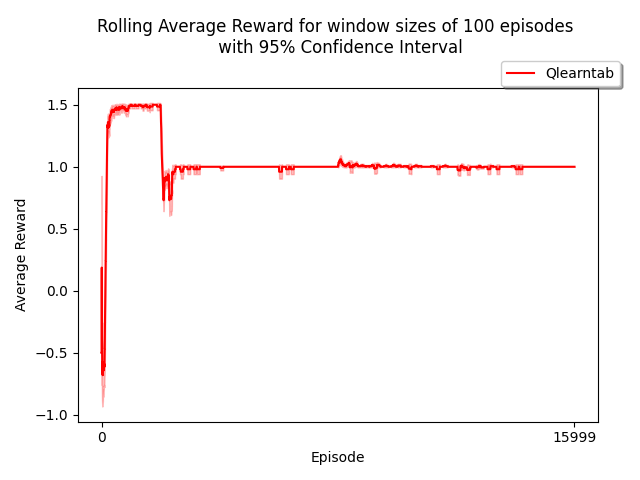 Rolling Average Reward for window sizes of 100 episodes
with 95% Confidence Interval
Qlearntab
1.5
1.0
0.5
0.0
−0.5
−1.0
Average Reward
0
15999
Episode